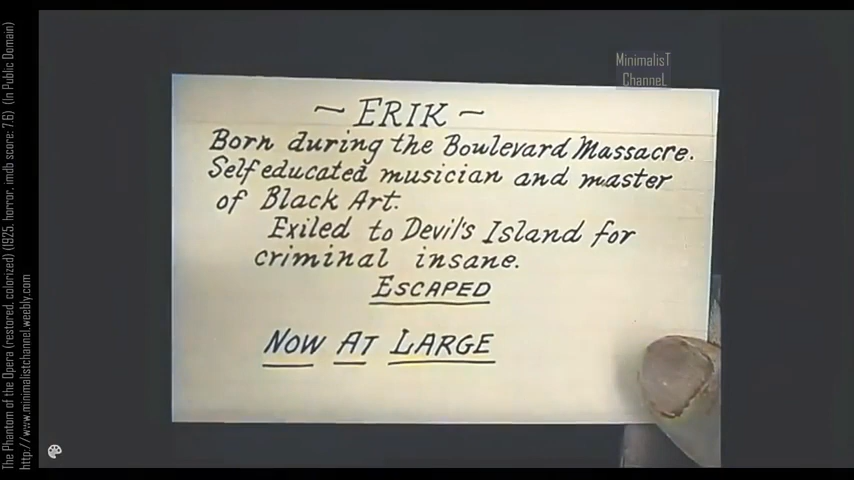 ~ ERIK ~
Born during the Boulevard Massacre.
Self educated musician and master
of Black Art.
Exiled to Devil's Island for
criminal insane.
ESCAPED
NOW AT LARGE
MinimalisT
ChanneL
The Phantom of the Opera (restored, colorized) (1925, horror, imdb score: 7.6) (In Public Domain)
http://www.minimalistchannel.weebly.com